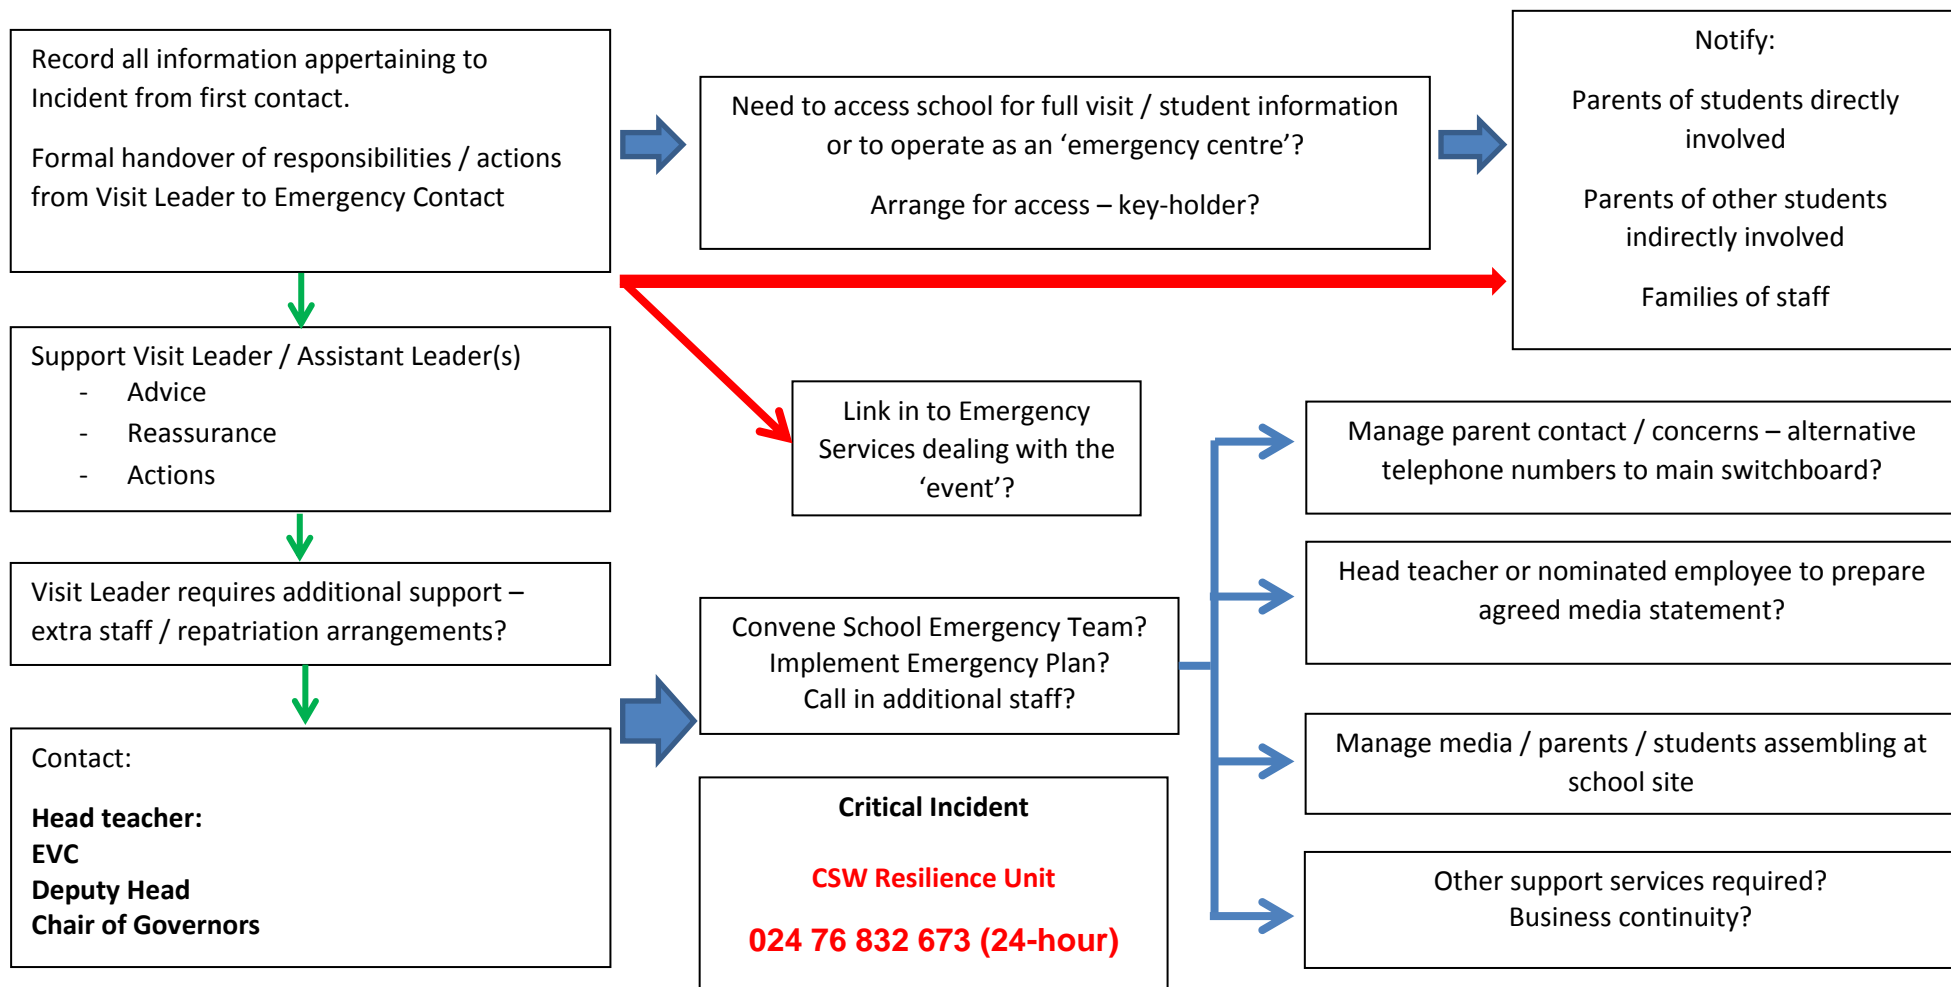 Record all information appertaining to
Incident from first contact.
Formal handover of responsibilities / actions
from Visit Leader to Emergency Contact
Need to access school for full visit / student information
or to operate as an ‘emergency centre’?
Arrange for access – key-holder?
Notify:
Parents of students directly
involved
Parents of other students
indirectly involved
Families of staff
Support Visit Leader / Assistant Leader(s)
- Advice
- Reassurance
- Actions
Link in to Emergency
Services dealing with the
‘event’?
Visit Leader requires additional support –
extra staff / repatriation arrangements?
Contact:
Head teacher:
EVC
Deputy Head
Chair of Governors
Convene School Emergency Team?
Implement Emergency Plan?
Call in additional staff?
Critical Incident
CSW Resilience Unit
024 76 832 673 (24-hour)
Manage parent contact / concerns – alternative
telephone numbers to main switchboard?
Head teacher or nominated employee to prepare
agreed media statement?
Manage media / parents / students assembling at
school site
Other support services required?
Business continuity?